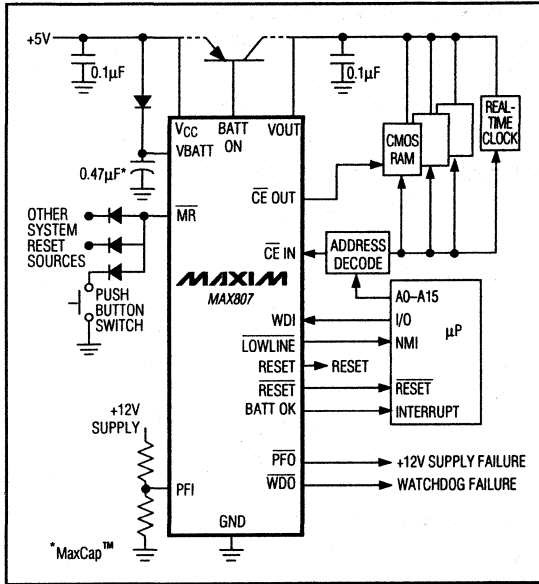 +5V
0.1µF
0.1µF
VCC
BATT
ON
VOUT
VBATT
0.47µF*
CMOS
RAM
REAL-
TIME
CLOCK
CE OUT
OTHER
SYSTEM
RESET
SOURCES
MR
CE IN
ADDRESS
DECODE
PUSH
BUTTON
SWITCH
MAXIM
MAX807
A0–A15
WDI
I/O
µP
LOWLINE
NMI
RESET
RESET
RESET
RESET
BATT OK
INTERRUPT
+12V
SUPPLY
PFO
+12V SUPPLY FAILURE
PFI
WDO
WATCHDOG FAILURE
GND
*MaxCap™